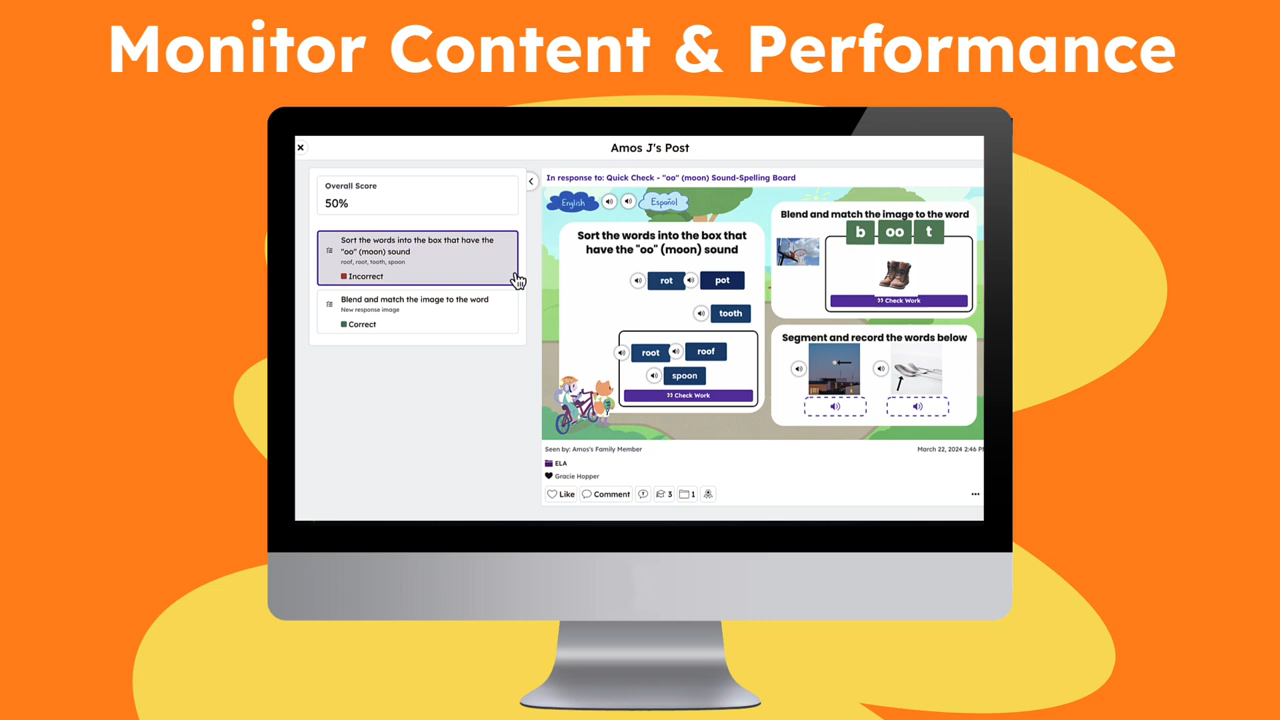 Monitor Content & Performance
Amos J's Post
Overall Score
50%
Sort the words into the box that have the
"oo" (moon) sound
roof, root, tooth, spoon
Incorrect
Blend and match the image to the word
New response image
Correct
In response to: Quick Check - "oo" (moon) Sound-Spelling Board
English
Español
Sort the words into the box that
have the "oo" (moon) sound
rot
pot
tooth
root
roof
spoon
Check Work
Blend and match the image to the word
b oo t
Check Work
Segment and record the words below
Seen by: Amos's Family Member
March 22, 2024 2:46 P
ELA
Gracie Hopper
Like
Comment
3
1